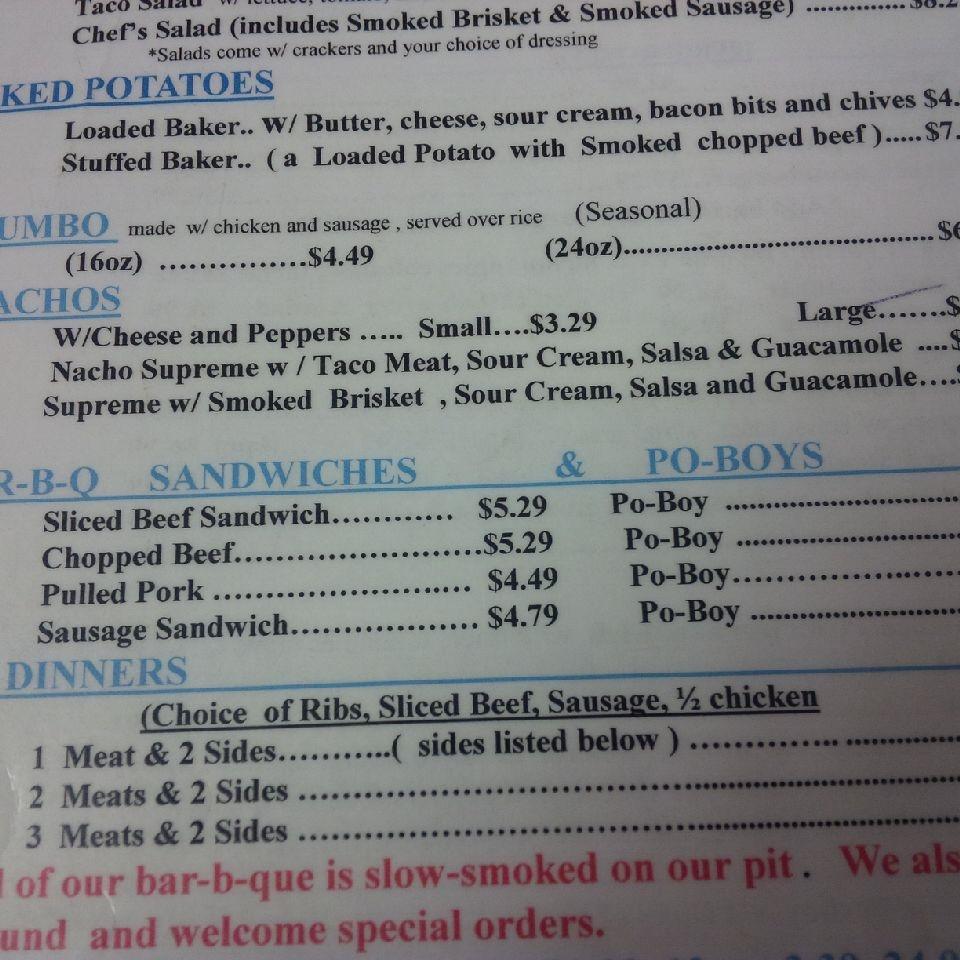 Taco Salad w/ lettuce,
Chef's Salad (includes Smoked Brisket & Smoked Sausage) ..............
*Salads come w/ crackers and your choice of dressing
KED POTATOES
Loaded Baker.. W/ Butter, cheese, sour cream, bacon bits and chives $4.
Stuffed Baker.. ( a Loaded Potato with Smoked chopped beef ).....$7.
UMBO made w/ chicken and sausage , served over rice (Seasonal)
(16oz) ...............$4.49 (24oz)..........................................$6
ACHOS
W/Cheese and Peppers ..... Small....$3.29 Large.......$
Nacho Supreme w / Taco Meat, Sour Cream, Salsa & Guacamole ....$
Supreme w/ Smoked Brisket , Sour Cream, Salsa and Guacamole....$
R-B-Q SANDWICHES & PO-BOYS
Sliced Beef Sandwich............ $5.29 Po-Boy ..............................
Chopped Beef.........................$5.29 Po-Boy ............................
Pulled Pork .......................... $4.49 Po-Boy............................
Sausage Sandwich................... $4.79 Po-Boy ..........................
DINNERS
(Choice of Ribs, Sliced Beef, Sausage, ½ chicken
1 Meat & 2 Sides...........( sides listed below ) ...............................
2 Meats & 2 Sides ......................................................................
3 Meats & 2 Sides ......................................................................
l of our bar-b-que is slow-smoked on our pit . We als
und and welcome special orders.